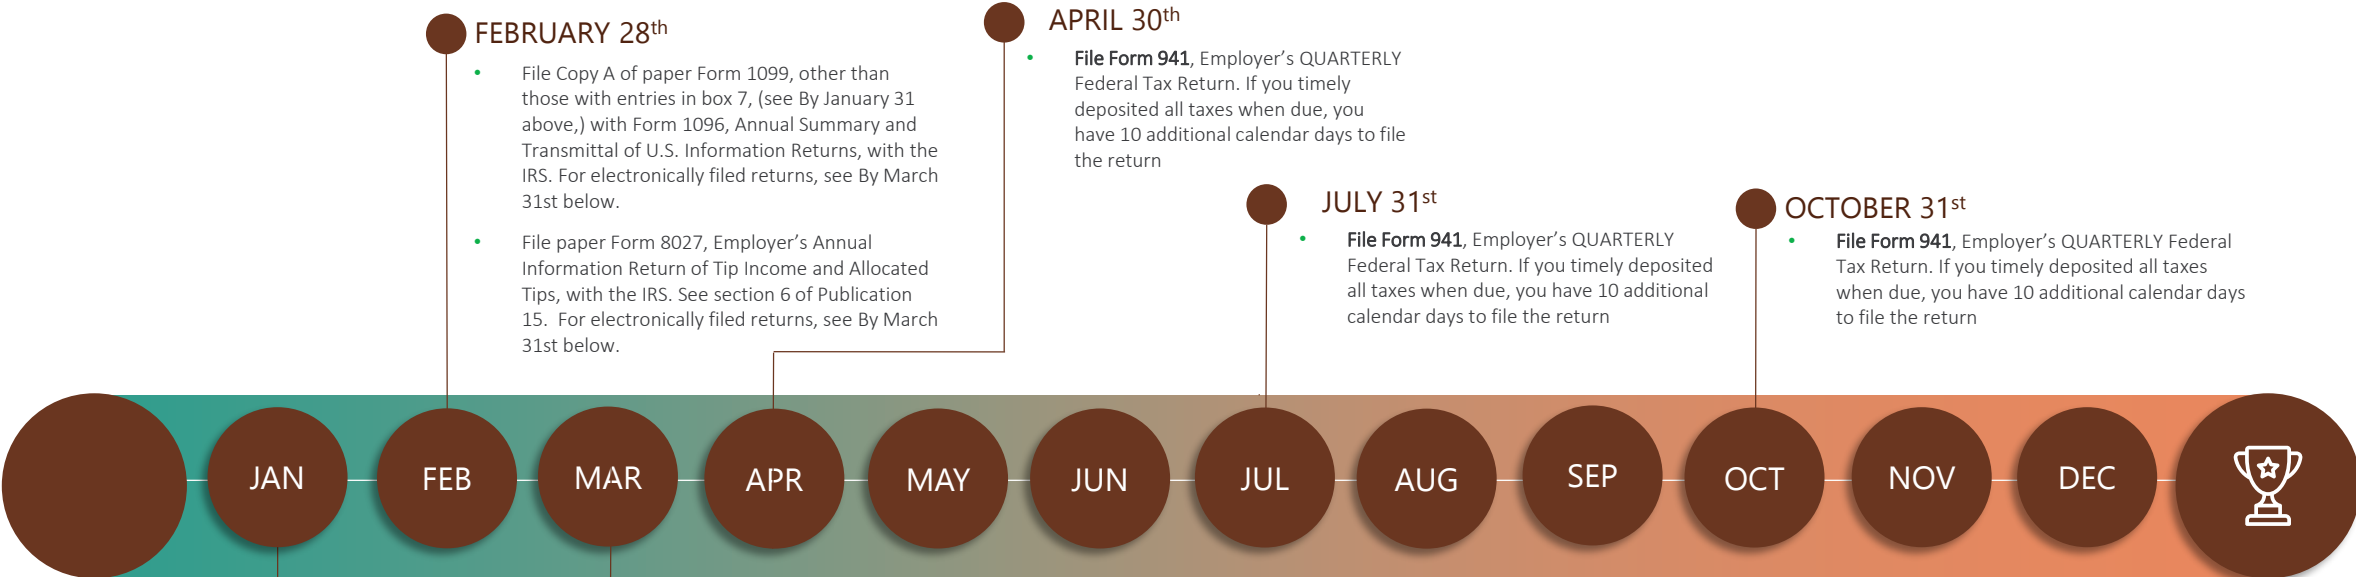 FEBRUARY 28th
• File Copy A of paper Form 1099, other than
those with entries in box 7, (see By January 31
above,) with Form 1096, Annual Summary and
Transmittal of U.S. Information Returns, with the
IRS. For electronically filed returns, see By March
31st below.
• File paper Form 8027, Employer’s Annual
Information Return of Tip Income and Allocated
Tips, with the IRS. See section 6 of Publication
15. For electronically filed returns, see By March
31st below.
APRIL 30th
• File Form 941, Employer’s QUARTERLY
Federal Tax Return. If you timely
deposited all taxes when due, you
have 10 additional calendar days to file
the return
JULY 31st
• File Form 941, Employer’s QUARTERLY
Federal Tax Return. If you timely deposited
all taxes when due, you have 10 additional
calendar days to file the return
OCTOBER 31st
• File Form 941, Employer’s QUARTERLY Federal
Tax Return. If you timely deposited all taxes
when due, you have 10 additional calendar days
to file the return
JAN
FEB
MAR
APR
MAY
JUN
JUL
AUG
SEP
OCT
NOV
DEC